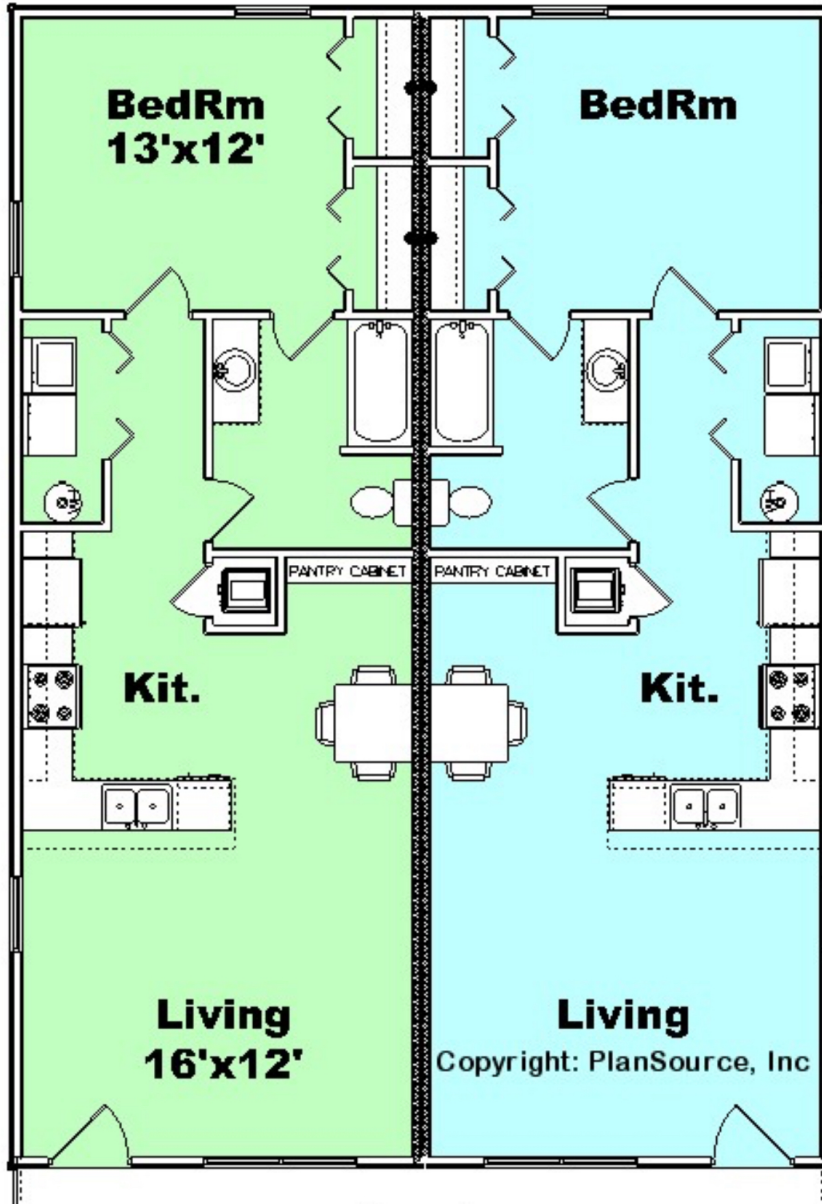 BedRm
13'x12'
BedRm
PANTRY CABINET
PANTRY CABINET
Kit.
Kit.
Living
16'x12'
Living
Copyright: PlanSource, Inc